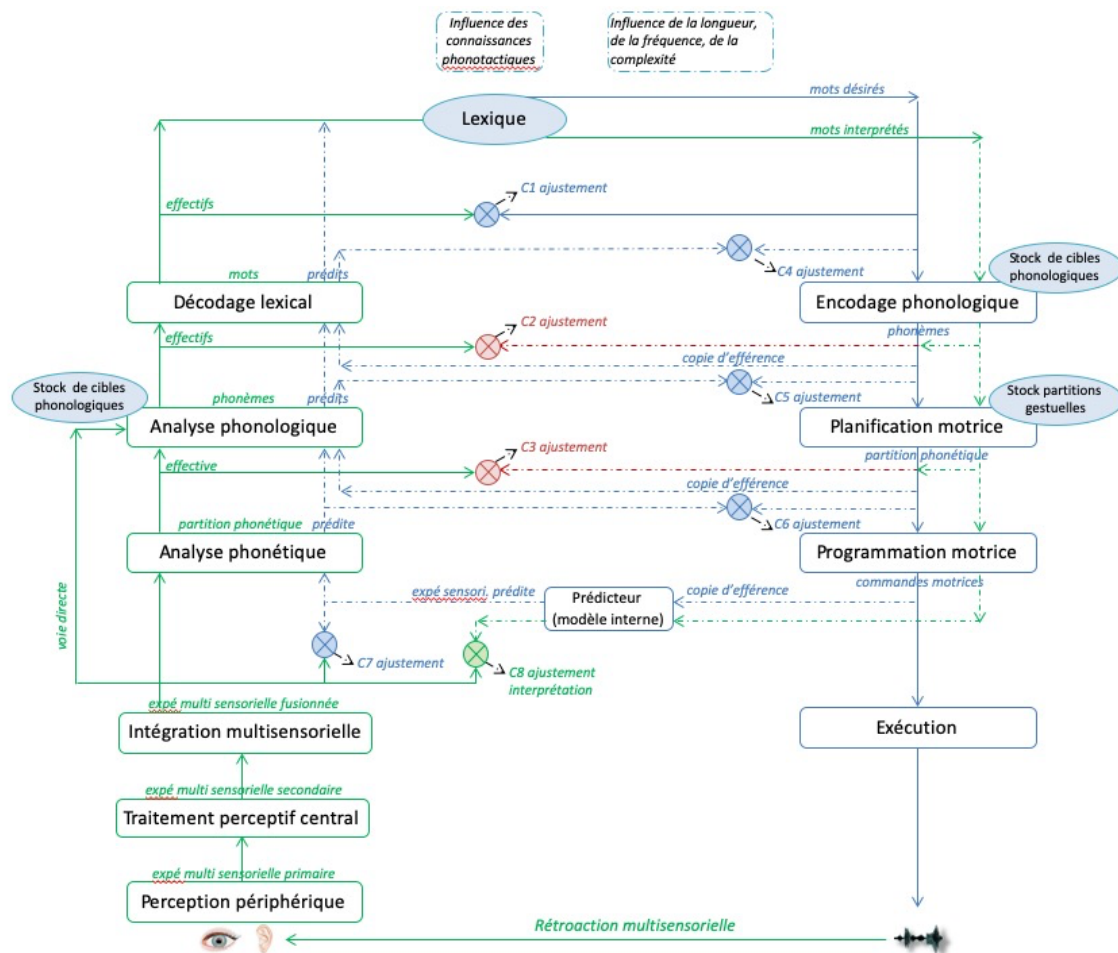 Influence des
connaissances
phonotactiques
Influence de la longueur,
de la fréquence, de la
complexité
mots désirés
Lexique
mots interprétés
C1 ajustement
effectifs
C4 ajustement
Stock de cibles
phonologiques
mots
prédits
Décodage lexical
Encodage phonologique
C2 ajustement
phonèmes
effectifs
copie d'efférence
Stock de cibles
phonologiques
phonèmes
prédits
C5 ajustement
Stock partitions
gestuelles
Analyse phonologique
Planification motrice
C3 ajustement
partition phonétique
effective
copie d'efférence
partition phonétique
prédite
C6 ajustement
Analyse phonétique
Programmation motrice
commandes motrices
expé sensori. prédite
Prédicteur
(modèle interne)
copie d'efférence
voie directe
C7 ajustement
C8 ajustement
interprétation
expé multi sensorielle fusionnée
Intégration multisensorielle
Exécution
expé multi sensorielle secondaire
Traitement perceptif central
expé multi sensorielle primaire
Perception périphérique
Rétroaction multisensorielle